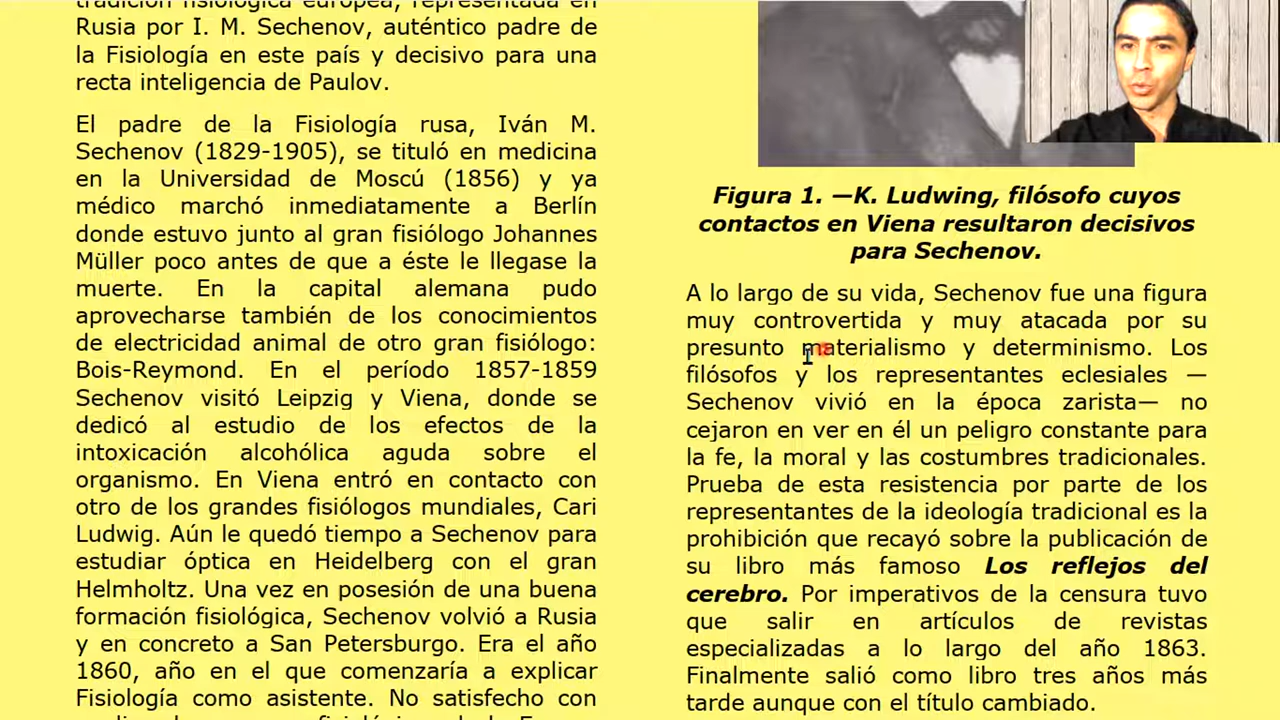 tradición fisiológica europea, representada en
Rusia por I. M. Sechenov, auténtico padre de
la Fisiología en este país y decisivo para una
recta inteligencia de Paulov.
El padre de la Fisiología rusa, Iván M.
Sechenov (1829-1905), se tituló en medicina
en la Universidad de Moscú (1856) y ya
médico marchó inmediatamente a Berlín
donde estuvo junto al gran fisiólogo Johannes
Müller poco antes de que a éste le llegase la
muerte. En la capital alemana pudo
aprovecharse también de los conocimientos
de electricidad animal de otro gran fisiólogo:
Bois-Reymond. En el período 1857-1859
Sechenov visitó Leipzig y Viena, donde se
dedicó al estudio de los efectos de la
intoxicación alcohólica aguda sobre el
organismo. En Viena entró en contacto con
otro de los grandes fisiólogos mundiales, Cari
Ludwig. Aún le quedó tiempo a Sechenov para
estudiar óptica en Heidelberg con el gran
Helmholtz. Una vez en posesión de una buena
formación fisiológica, Sechenov volvió a Rusia
y en concreto a San Petersburgo. Era el año
1860, año en el que comenzaría a explicar
Fisiología como asistente. No satisfecho con
Figura 1. —K. Ludwing, filósofo cuyos
contactos en Viena resultaron decisivos
para Sechenov.
A lo largo de su vida, Sechenov fue una figura
muy controvertida y muy atacada por su
presunto materialismo y determinismo. Los
filósofos y los representantes eclesiales —
Sechenov vivió en la época zarista— no
cejaron en ver en él un peligro constante para
la fe, la moral y las costumbres tradicionales.
Prueba de esta resistencia por parte de los
representantes de la ideología tradicional es la
prohibición que recayó sobre la publicación de
su libro más famoso Los reflejos del
cerebro. Por imperativos de la censura tuvo
que salir en artículos de revistas
especializadas a lo largo del año 1863.
Finalmente salió como libro tres años más
tarde aunque con el título cambiado.